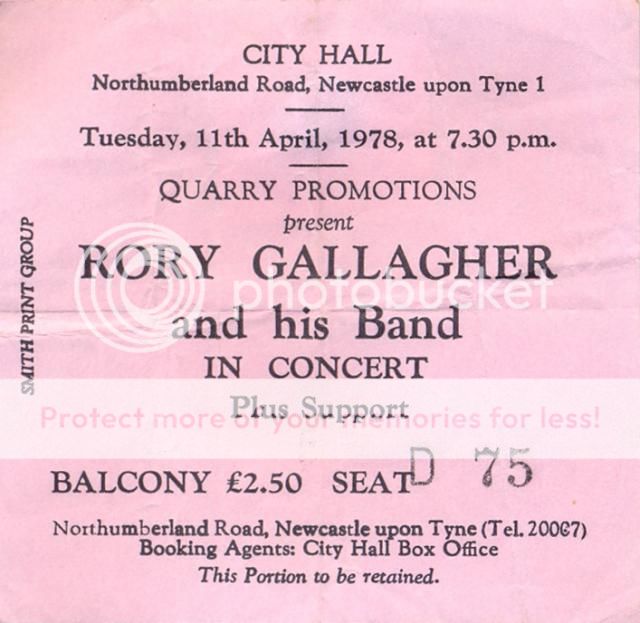 CITY HALL
Northumberland Road, Newcastle upon Tyne 1
Tuesday, 11th April, 1978, at 7.30 p.m.
QUARRY PROMOTIONS
present
RORY GALLAGHER
photobucket
and his Band
IN CONCERT
Plus Support
Protect more of your memories for less!
BALCONY £2.50 SEAT D 75
Northumberland Road, Newcastle upon Tyne (Tel. 20067)
Booking Agents: City Hall Box Office
This Portion to be retained.
SMITH PRINT GROUP